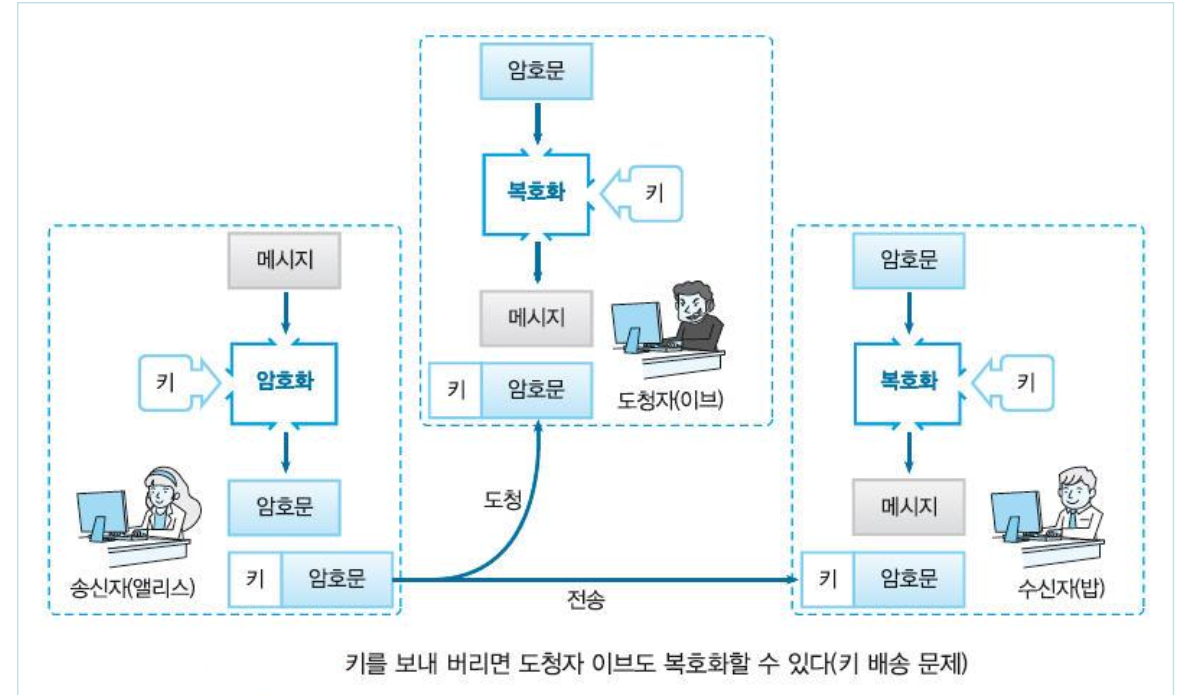 암호문
복호화
키
메시지
키 암호문
도청자(이브)
메시지
키
암호화
암호문
송신자(앨리스)
키 암호문
도청
전송
암호문
복호화
키
메시지
수신자(밥)
키 암호문
키를 보내 버리면 도청자 이브도 복호화할 수 있다(키 배송 문제)